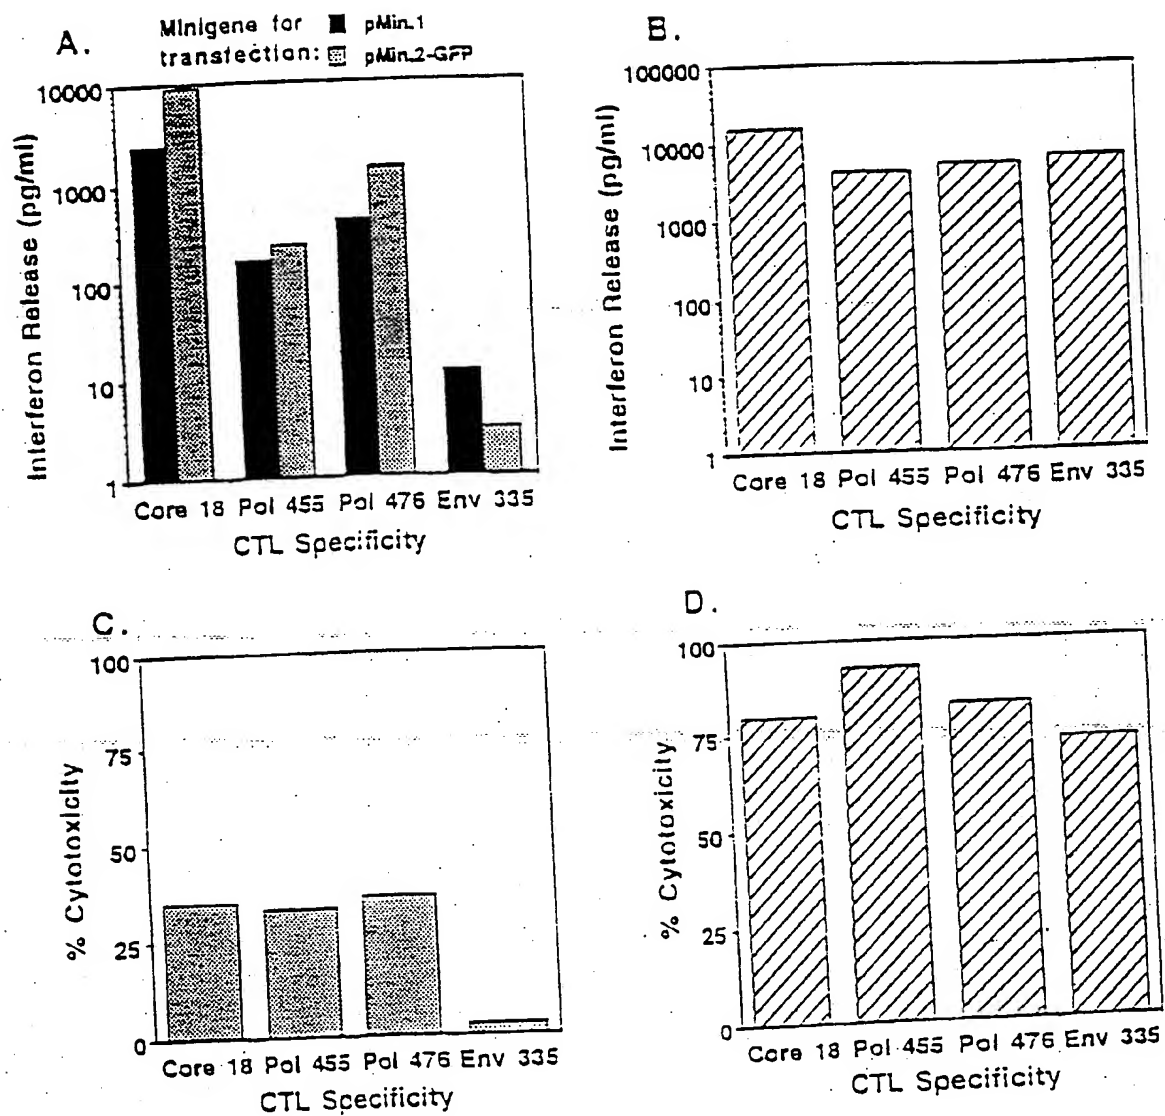 A.
Minigene for ■ pMin.1
transfection: ▒ pMin.2-GFP
Interferon Release (pg/ml)
10000
1000
100
10
1
Core 18 Pol 455 Pol 476 Env 335
CTL Specificity
B.
Interferon Release (pg/ml)
100000
10000
1000
100
10
1
Core 18 Pol 455 Pol 476 Env 335
CTL Specificity
C.
% Cytotoxicity
100
75
50
25
0
Core 18 Pol 455 Pol 476 Env 335
CTL Specificity
D.
% Cytotoxicity
100
75
50
25
0
Core 18 Pol 455 Pol 476 Env 335
CTL Specificity